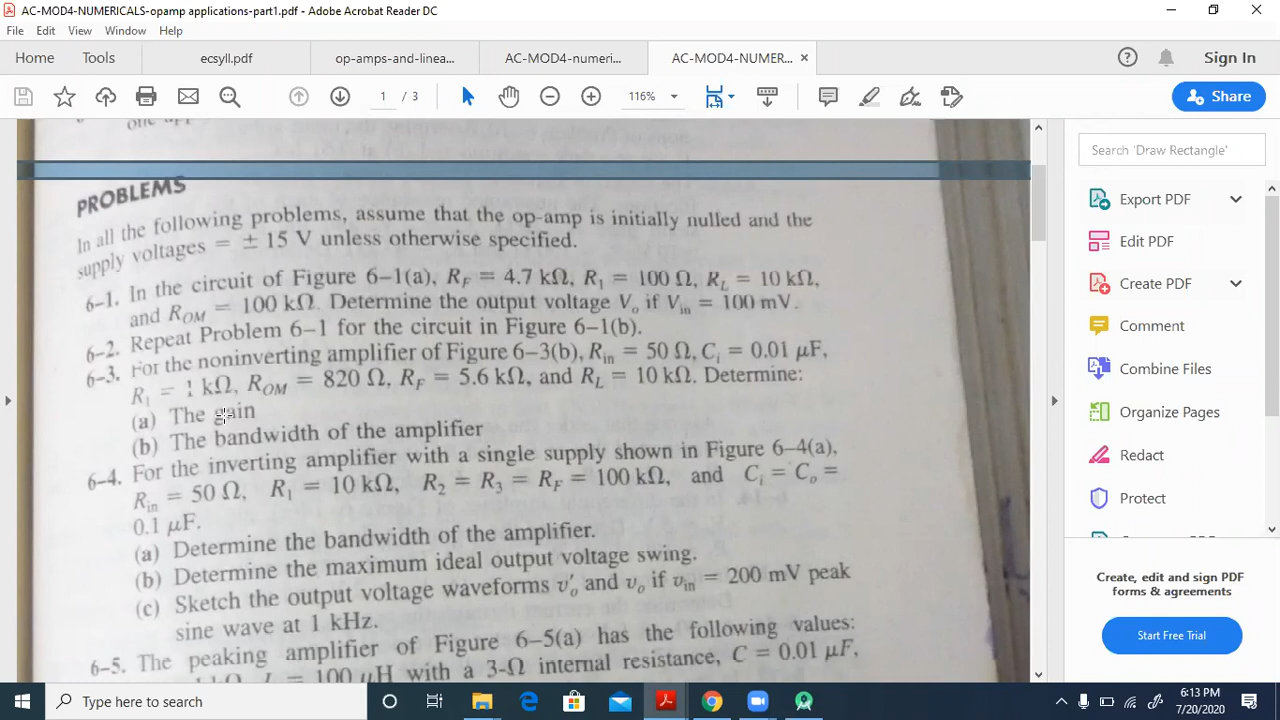 AC-MOD4-NUMERICALS-opamp applications-part1.pdf - Adobe Acrobat Reader DC
File Edit View Window Help
Home Tools ecsyll.pdf op-amps-and-linea... AC-MOD4-numeri... AC-MOD4-NUMER... ×
1 / 3 116% Share
Sign In
one
PROBLEMS
In all the following problems, assume that the op-amp is initially nulled and the
supply voltages = ± 15 V unless otherwise specified.
6–1. In the circuit of Figure 6–1(a), R_F = 4.7 kΩ, R_1 = 100 Ω, R_L = 10 kΩ,
and R_OM = 100 kΩ. Determine the output voltage V_o if V_in = 100 mV.
6–2. Repeat Problem 6–1 for the circuit in Figure 6–1(b).
6–3. For the noninverting amplifier of Figure 6–3(b), R_in = 50 Ω, C_i = 0.01 μF,
R_1 = 1 kΩ, R_OM = 820 Ω, R_F = 5.6 kΩ, and R_L = 10 kΩ. Determine:
(a) The gain
(b) The bandwidth of the amplifier
6–4. For the inverting amplifier with a single supply shown in Figure 6–4(a),
R_in = 50 Ω, R_1 = 10 kΩ, R_2 = R_3 = R_F = 100 kΩ, and C_i = C_o =
0.1 μF.
(a) Determine the bandwidth of the amplifier.
(b) Determine the maximum ideal output voltage swing.
(c) Sketch the output voltage waveforms v'_o and v_o if v_in = 200 mV peak
sine wave at 1 kHz.
6–5. The peaking amplifier of Figure 6–5(a) has the following values:
= 100 μH with a 3-Ω internal resistance, C = 0.01 μF,
Search 'Draw Rectangle'
Export PDF
Edit PDF
Create PDF
Comment
Combine Files
Organize Pages
Redact
Protect
Create, edit and sign PDF
forms & agreements
Start Free Trial
Type here to search
6:13 PM
7/20/2020